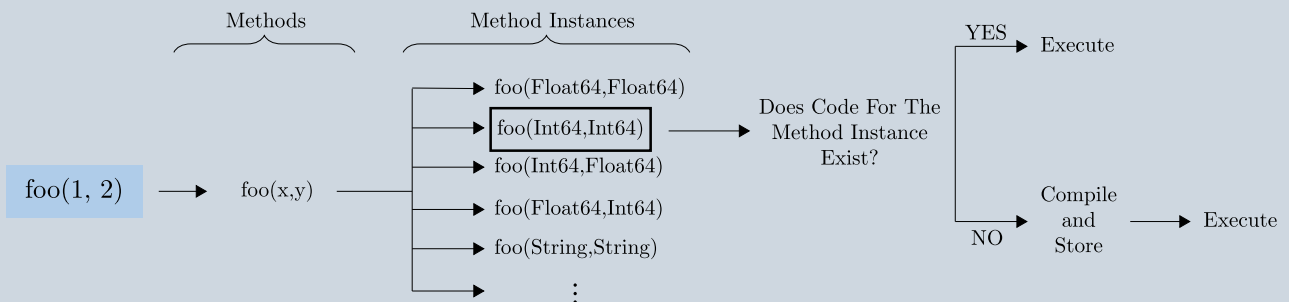 Methods
Method Instances
foo(1, 2)
foo(x,y)
foo(Float64,Float64)
foo(Int64,Int64)
foo(Int64,Float64)
foo(Float64,Int64)
foo(String,String)
⋮
Does Code For The
Method Instance
Exist?
YES
Execute
NO
Compile
and
Store
Execute